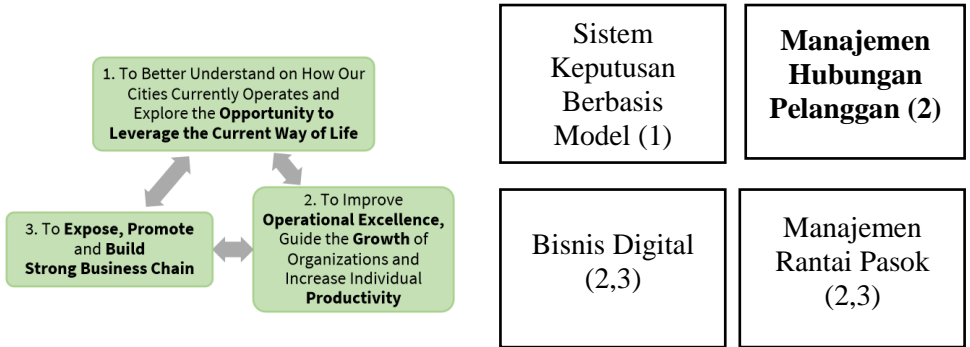 1. To Better Understand on How Our
Cities Currently Operates and
Explore the Opportunity to
Leverage the Current Way of Life
3. To Expose, Promote
and Build
Strong Business Chain
2. To Improve
Operational Excellence,
Guide the Growth of
Organizations and
Increase Individual
Productivity
Sistem
Keputusan
Berbasis
Model (1)
Manajemen
Hubungan
Pelanggan (2)
Bisnis Digital
(2,3)
Manajemen
Rantai Pasok
(2,3)